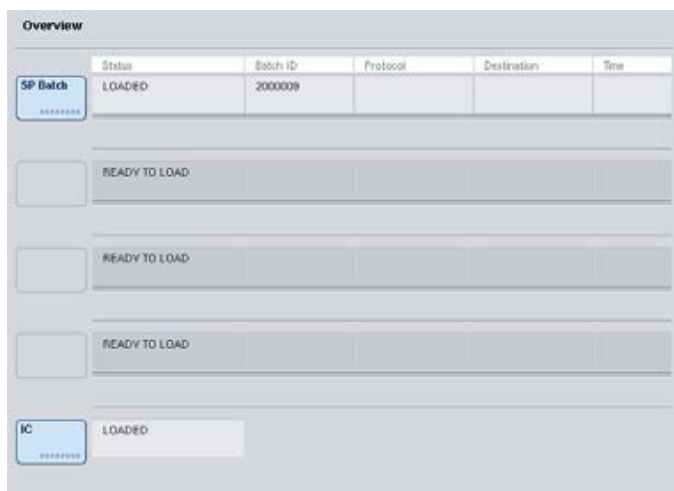 Overview
Status Batch ID Protocol Destination Time
SP Batch LOADED 2000009
READY TO LOAD
READY TO LOAD
READY TO LOAD
IC LOADED